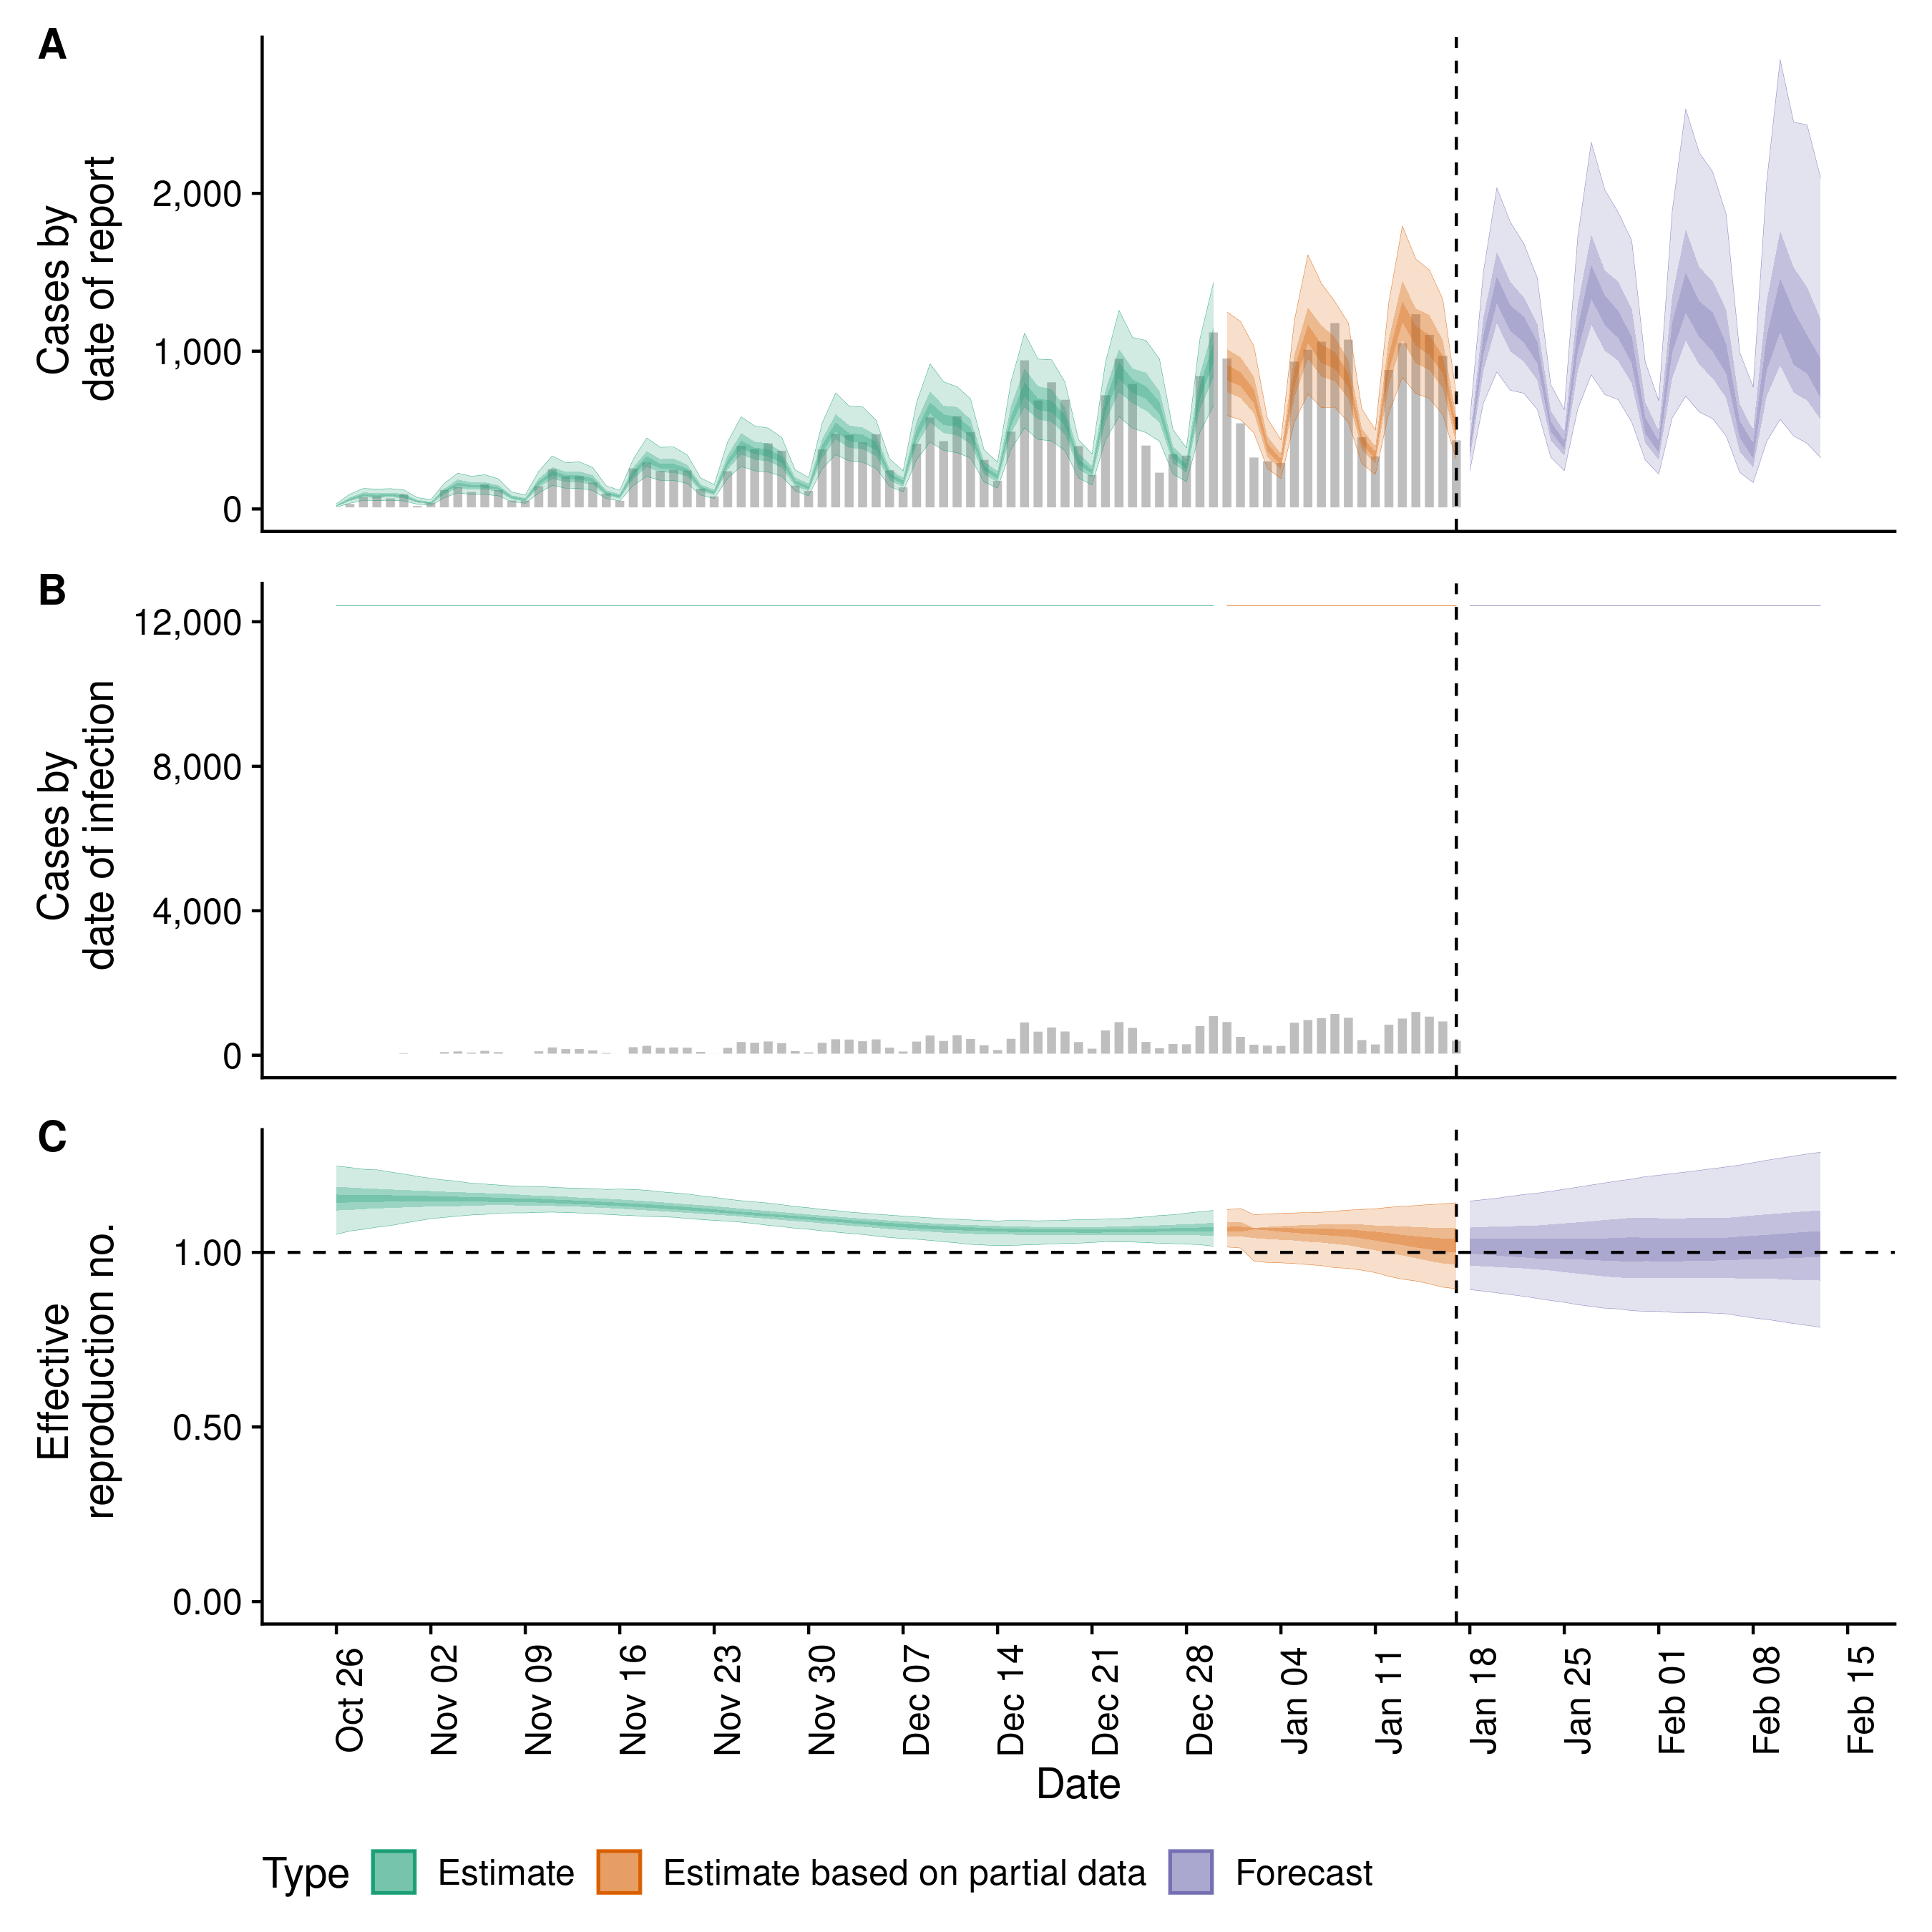 A
Cases by
date of report
2,000
1,000
0
B
Cases by
date of infection
12,000
8,000
4,000
0
C
Effective
reproduction no.
1.00
0.50
0.00
Oct 26
Nov 02
Nov 09
Nov 16
Nov 23
Nov 30
Dec 07
Dec 14
Dec 21
Dec 28
Jan 04
Jan 11
Jan 18
Jan 25
Feb 01
Feb 08
Feb 15
Date
Type Estimate Estimate based on partial data Forecast